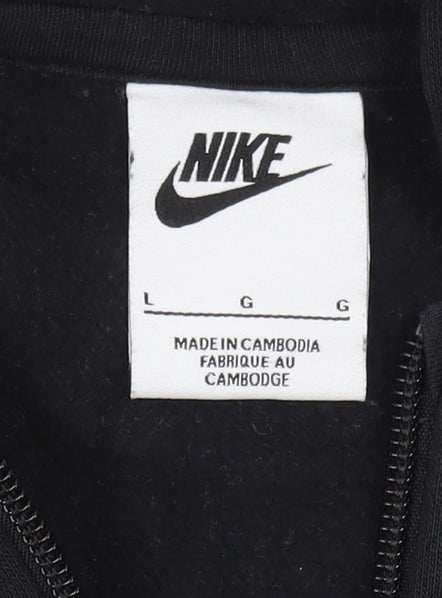 NIKE
L G G
MADE IN CAMBODIA
FABRIQUE AU
CAMBODGE